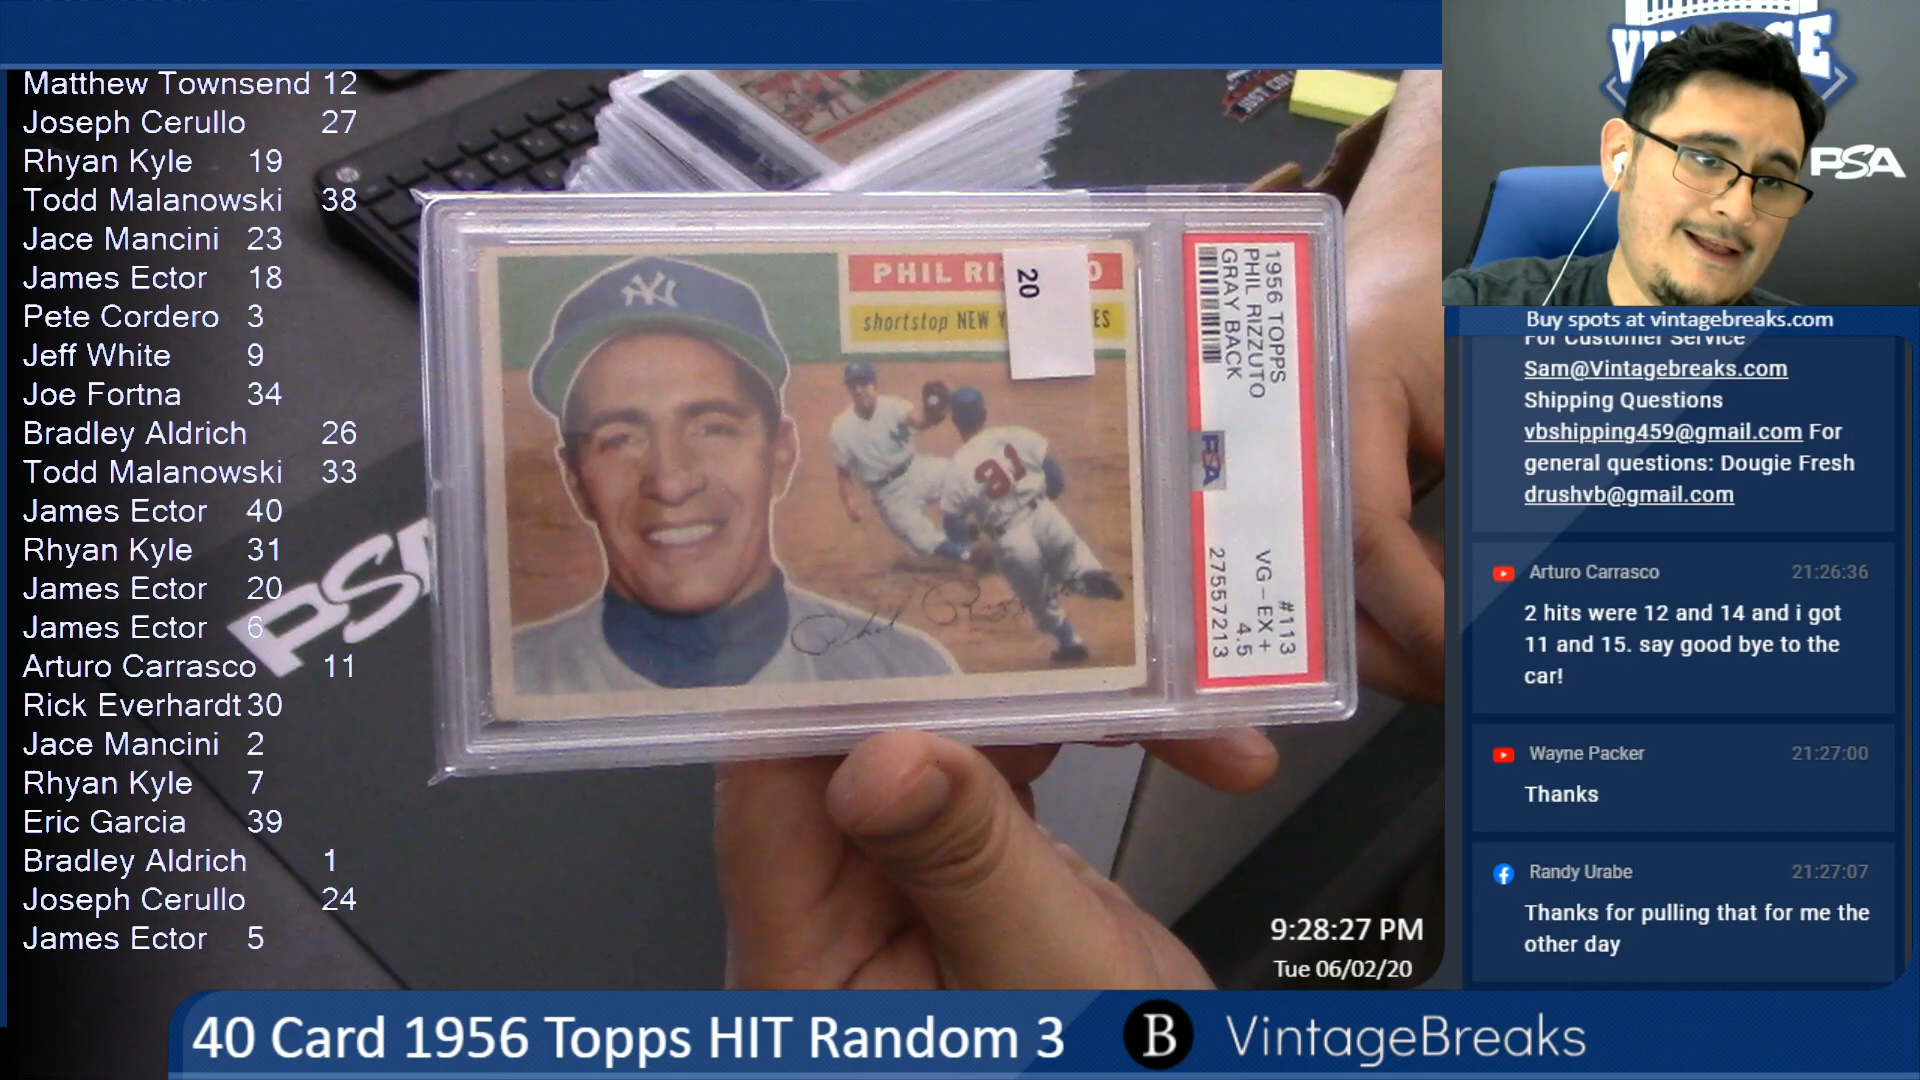 Matthew Townsend 12
Joseph Cerullo 27
Rhyan Kyle 19
Todd Malanowski 38
Jace Mancini 23
James Ector 18
Pete Cordero 3
Jeff White 9
Joe Fortna 34
Bradley Aldrich 26
Todd Malanowski 33
James Ector 40
Rhyan Kyle 31
James Ector 20
James Ector 6
Arturo Carrasco 11
Rick Everhardt 30
Jace Mancini 2
Rhyan Kyle 7
Eric Garcia 39
Bradley Aldrich 1
Joseph Cerullo 24
James Ector 5
JUST
PSA
PHIL
20
shortstop NEW
1956 TOPPS
PHIL RIZZUTO
GRAY BACK
PSA
#113
VG - EX +
4.5
27557213
91
NY
Phil
PSA
Buy spots at vintagebreaks.com
For Customer Service
Sam@Vintagebreaks.com
Shipping Questions
vbshipping459@gmail.com For
general questions: Dougie Fresh
drushvb@gmail.com
Arturo Carrasco 21:26:36
2 hits were 12 and 14 and i got
11 and 15. say good bye to the
car!
Wayne Packer 21:27:00
Thanks
Randy Urabe 21:27:07
Thanks for pulling that for me the
other day
9:28:27 PM
Tue 06/02/20
40 Card 1956 Topps HIT Random 3
B VintageBreaks